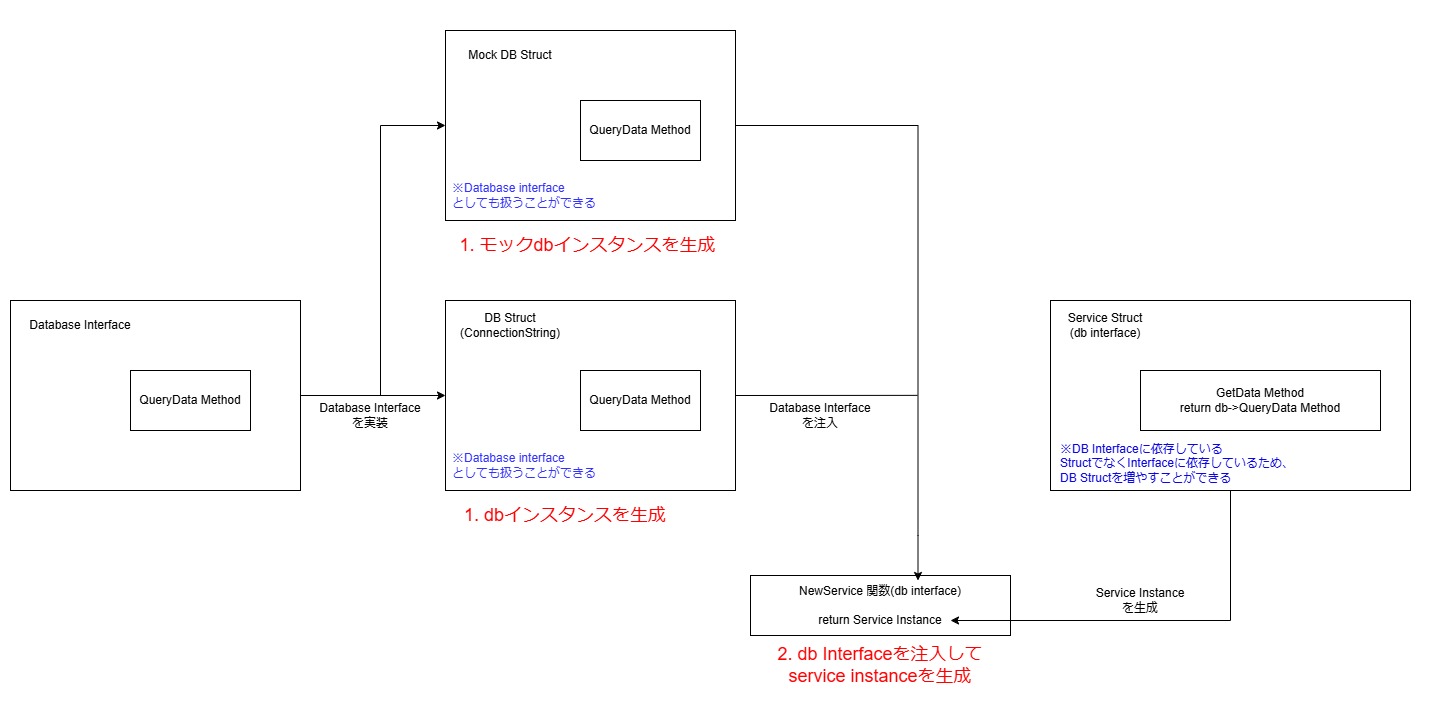 Mock DB Struct
QueryData Method
※Database interface
としても扱うことができる
1. モックdbインスタンスを生成
Database Interface
QueryData Method
Database Interface
を実装
DB Struct
(ConnectionString)
QueryData Method
※Database interface
としても扱うことができる
1. dbインスタンスを生成
Database Interface
を注入
Service Struct
(db interface)
GetData Method
return db->QueryData Method
※DB Interfaceに依存している
StructでなくInterfaceに依存しているため、
DB Structを増やすことができる
NewService 関数(db interface)
return Service Instance
Service Instance
を生成
2. db Interfaceを注入して
service instanceを生成